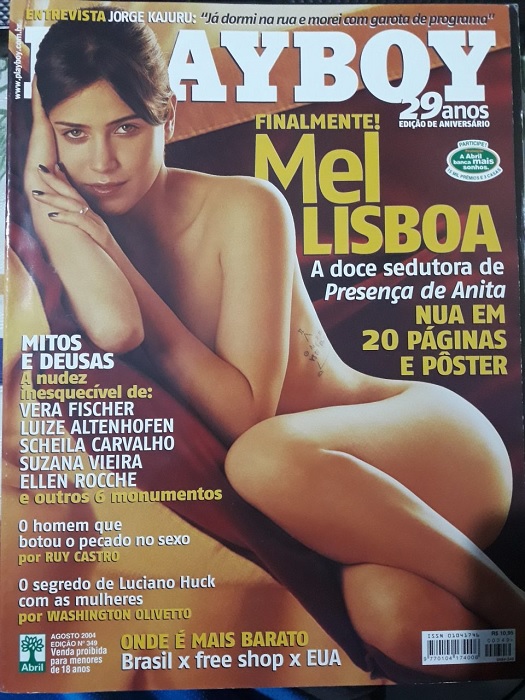 ENTREVISTA JORGE KAJURU: "Já dormi na rua e morei com garota de programa"
www.playboy.com.br
PLAYBOY
29 anos
EDIÇÃO DE ANIVERSÁRIO
FINALMENTE!
Mel
LISBOA
PARTICIPE!
A Abril
banca mais
sonhos.
A doce sedutora de
Presença de Anita
NUA EM
20 PÁGINAS
E PÔSTER
MITOS
E DEUSAS
A nudez
inesquecível de:
VERA FISCHER
LUIZE ALTENHOFEN
SCHEILA CARVALHO
SUZANA VIEIRA
ELLEN ROCCHE
e outros 6 monumentos
O homem que
botou o pecado no sexo
por RUY CASTRO
O segredo de Luciano Huck
com as mulheres
por WASHINGTON OLIVETTO
Abril
AGOSTO 2004
EDIÇÃO Nº 349
Venda proibida
para menores
de 18 anos
ONDE É MAIS BARATO
Brasil x free shop x EUA